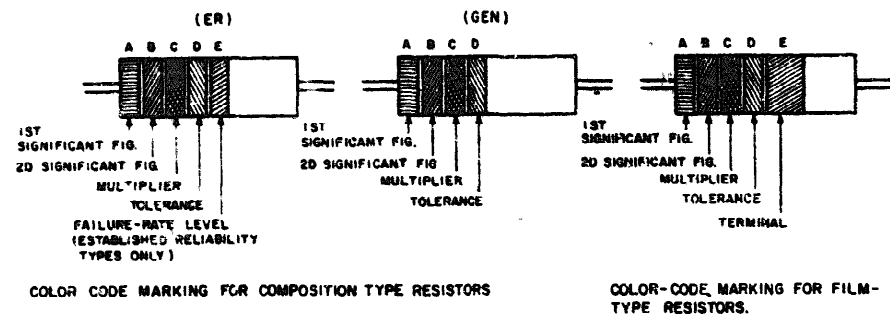 (ER)
A B C D E
1ST
SIGNIFICANT FIG.
2D SIGNIFICANT FIG.
MULTIPLIER
TOLERANCE
FAILURE-RATE LEVEL
(ESTABLISHED RELIABILITY
TYPES ONLY)
(GEN)
A B C D
1ST
SIGNIFICANT FIG.
2D SIGNIFICANT FIG
MULTIPLIER
TOLERANCE
COLOR CODE MARKING FOR COMPOSITION TYPE RESISTORS
A B C D E
1ST
SIGNIFICANT FIG.
2D SIGNIFICANT FIG.
MULTIPLIER
TOLERANCE
TERMINAL
COLOR-CODE MARKING FOR FILM-
TYPE RESISTORS.